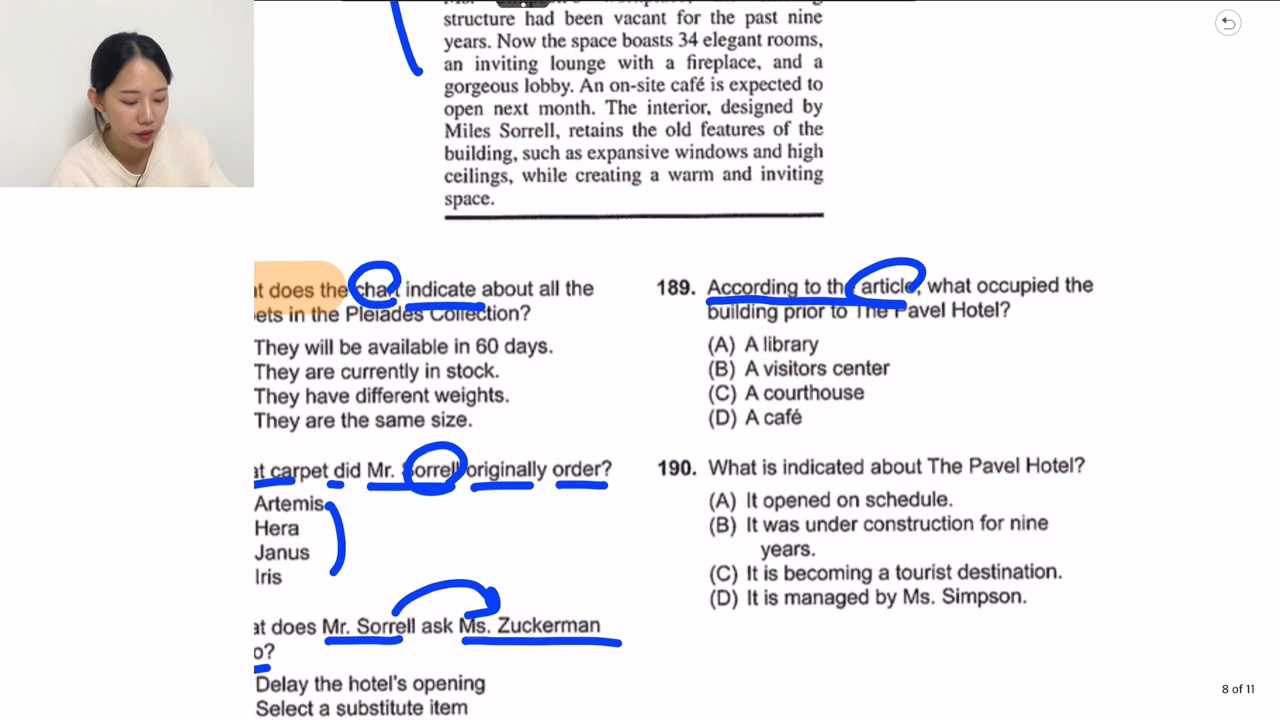 structure had been vacant for the past nine
years. Now the space boasts 34 elegant rooms,
an inviting lounge with a fireplace, and a
gorgeous lobby. An on-site café is expected to
open next month. The interior, designed by
Miles Sorrell, retains the old features of the
building, such as expansive windows and high
ceilings, while creating a warm and inviting
space.
t does the chart indicate about all the
ets in the Pleiades Collection?
They will be available in 60 days.
They are currently in stock.
They have different weights.
They are the same size.
at carpet did Mr. Sorrell originally order?
Artemis
Hera
Janus
Iris
at does Mr. Sorrell ask Ms. Zuckerman
o?
Delay the hotel's opening
Select a substitute item
189. According to the article, what occupied the
building prior to The Pavel Hotel?
(A) A library
(B) A visitors center
(C) A courthouse
(D) A café
190. What is indicated about The Pavel Hotel?
(A) It opened on schedule.
(B) It was under construction for nine
years.
(C) It is becoming a tourist destination.
(D) It is managed by Ms. Simpson.
8 of 11